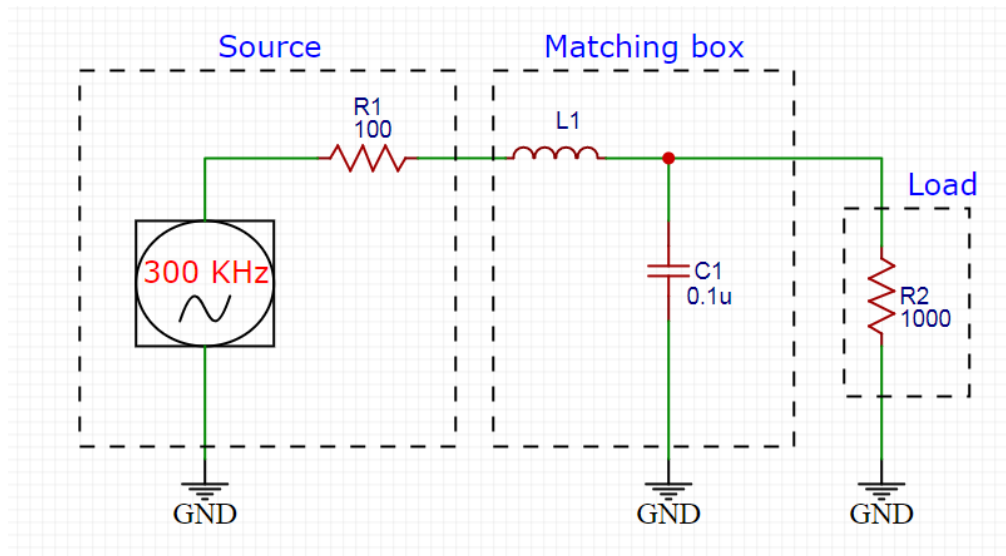 Source
Matching box
R1
100
L1
Load
300 KHz
C1
0.1u
R2
1000
GND
GND
GND